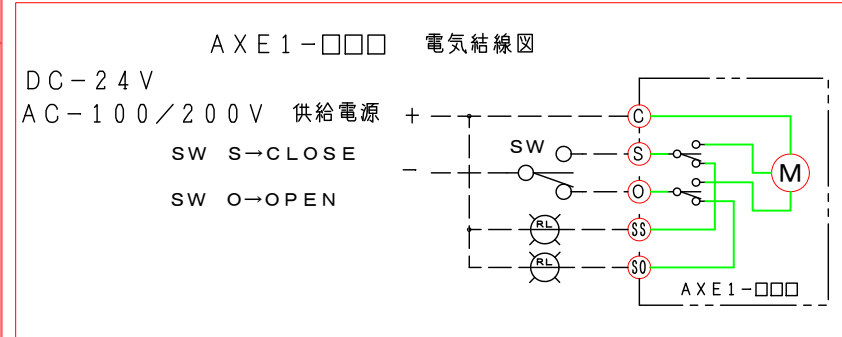 AXE1-□□□ 電気結線図
DC-24V
AC-100/200V 供給電源 + C
SW S→CLOSE SW S
- M
SW O→OPEN O
RL SS
RL SO
AXE1-□□□